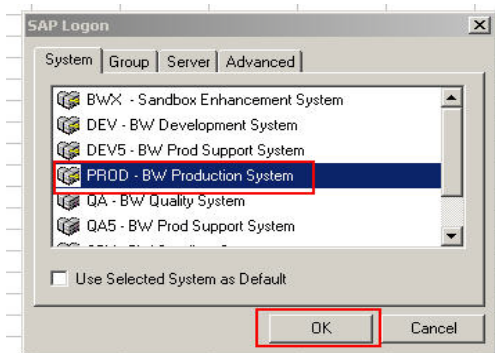 SAP Logon
System Group Server Advanced
BWX - Sandbox Enhancement System
DEV - BW Development System
DEV5 - BW Prod Support System
PROD - BW Production System
QA - BW Quality System
QA5 - BW Prod Support System
Use Selected System as Default
OK Cancel